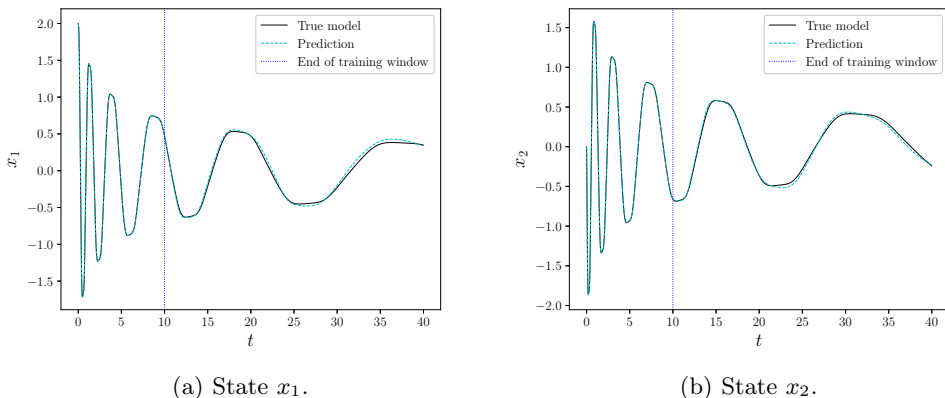 2.0
1.5
1.0
0.5
0.0
−0.5
−1.0
−1.5
x₁
0 5 10 15 20 25 30 35 40
t
True model
Prediction
End of training window
(a) State x₁.
1.5
1.0
0.5
0.0
−0.5
−1.0
−1.5
−2.0
x₂
0 5 10 15 20 25 30 35 40
t
True model
Prediction
End of training window
(b) State x₂.